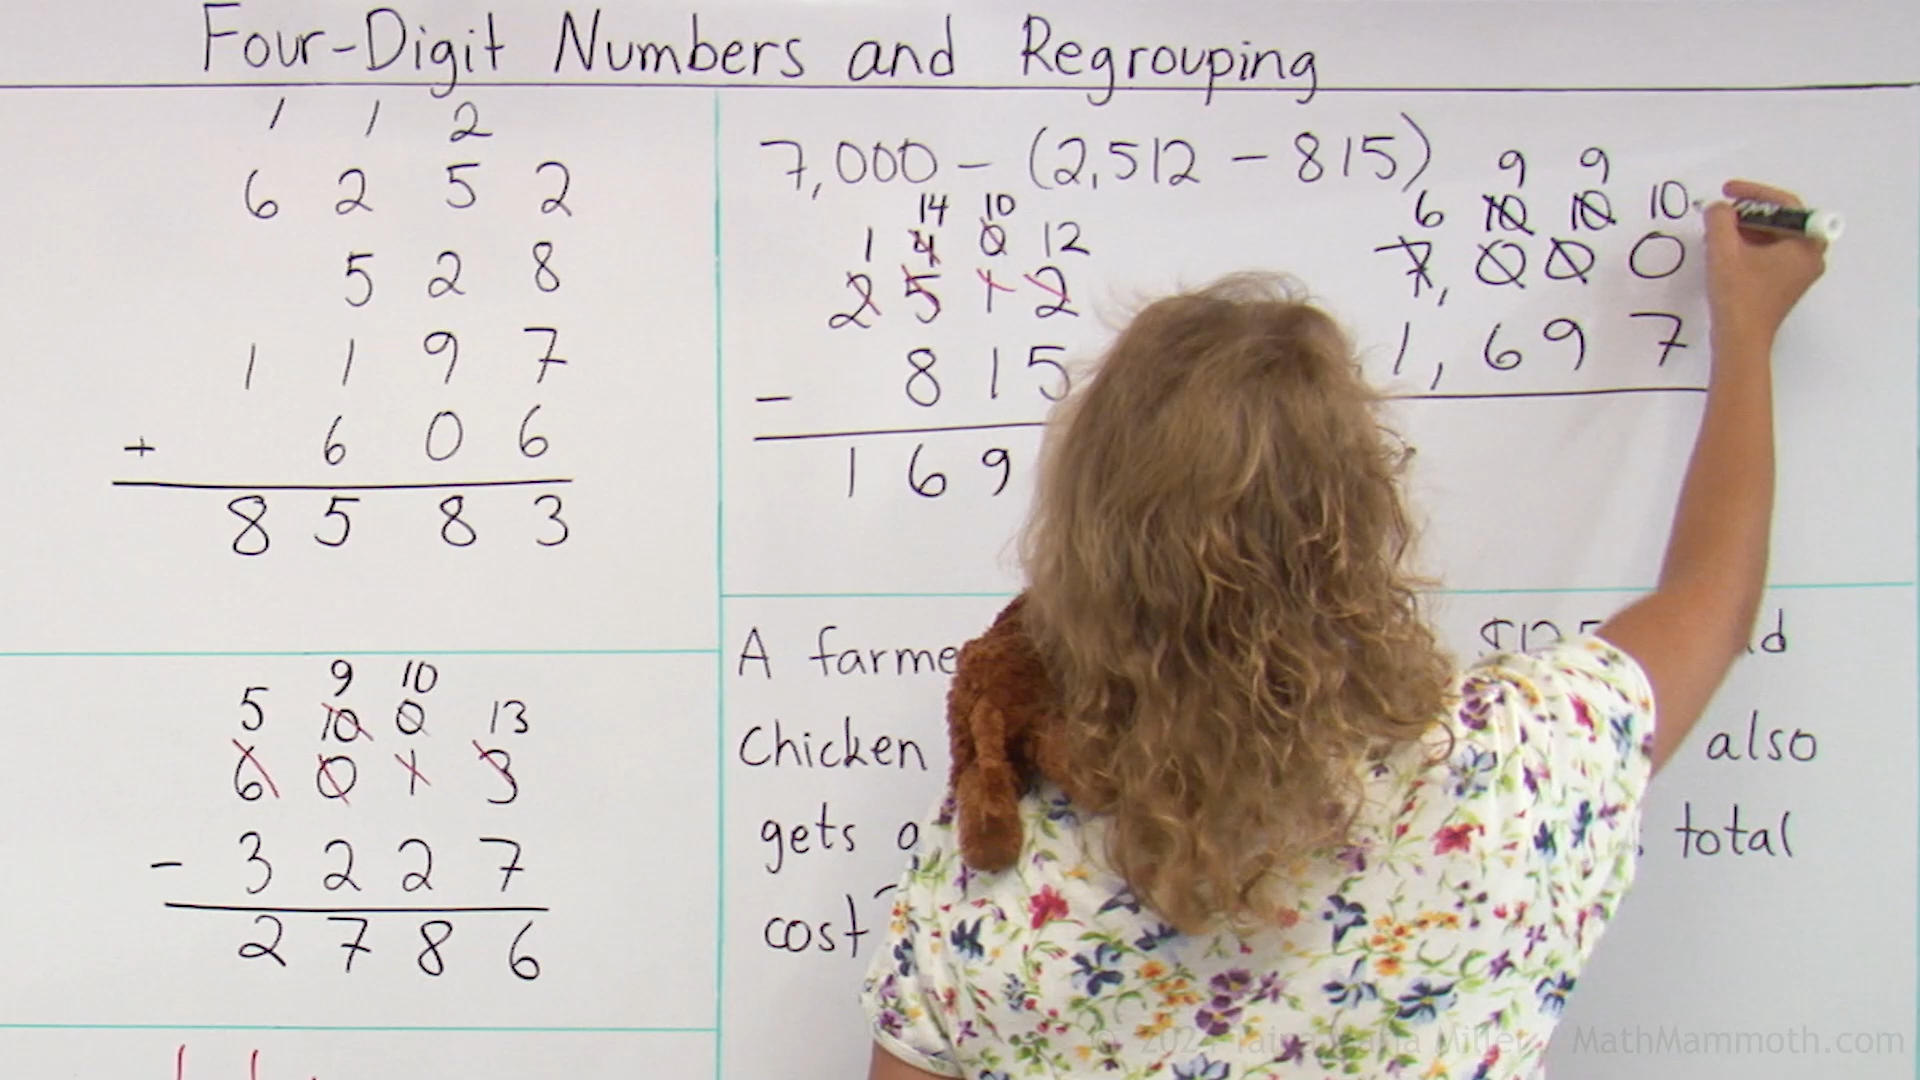 Four-Digit Numbers and Regrouping
1 1 2
6 2 5 2
5 2 8
1 1 9 7
+ 6 0 6
8 5 8 3
9 10
5 10 0 13
6 0 1 3
- 3 2 2 7
2 7 8 6
7,000 - (2,512 - 815)
14 10
1 4 0 12
2 5 1 2
- 8 1 5
1 6 9
9 9
6 10 10 10
7, 0 0 0
1, 6 9 7
A farme
Chicken also
gets total
cost
MathMammoth.com